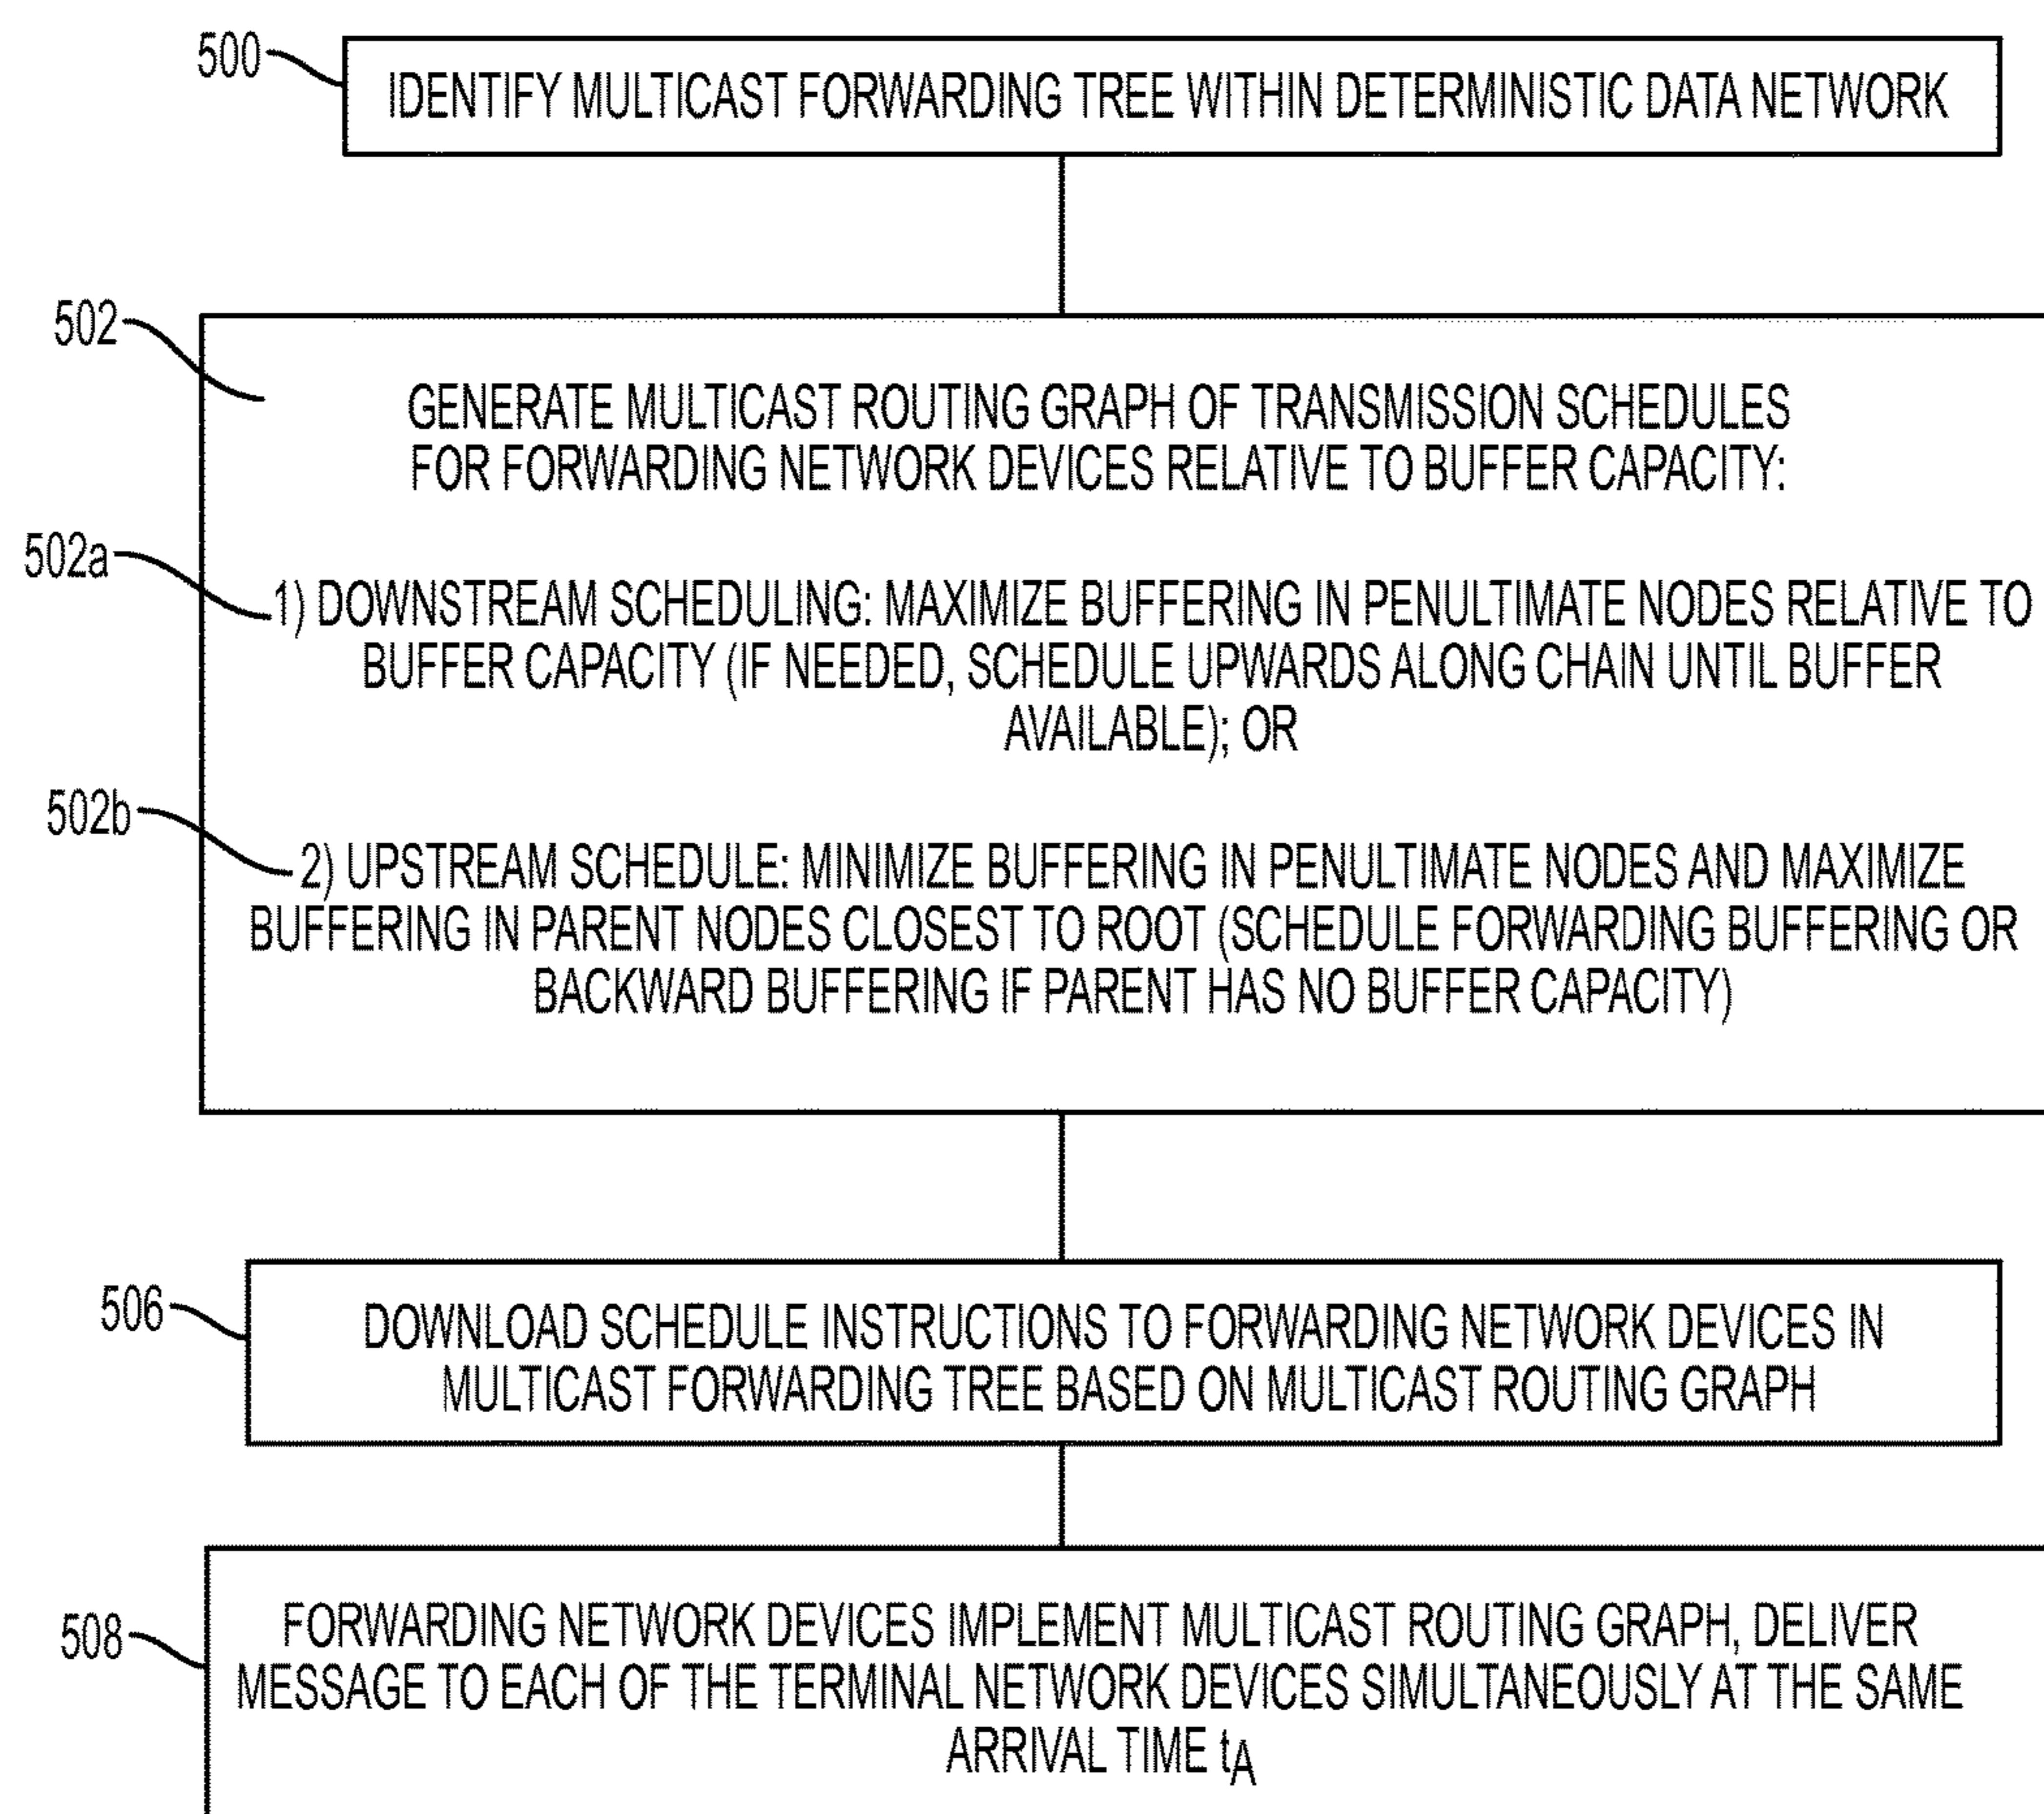 500
IDENTIFY MULTICAST FORWARDING TREE WITHIN DETERMINISTIC DATA NETWORK
502
GENERATE MULTICAST ROUTING GRAPH OF TRANSMISSION SCHEDULES
FOR FORWARDING NETWORK DEVICES RELATIVE TO BUFFER CAPACITY:
502a
1) DOWNSTREAM SCHEDULING: MAXIMIZE BUFFERING IN PENULTIMATE NODES RELATIVE TO
BUFFER CAPACITY (IF NEEDED, SCHEDULE UPWARDS ALONG CHAIN UNTIL BUFFER
AVAILABLE); OR
502b
2) UPSTREAM SCHEDULE: MINIMIZE BUFFERING IN PENULTIMATE NODES AND MAXIMIZE
BUFFERING IN PARENT NODES CLOSEST TO ROOT (SCHEDULE FORWARDING BUFFERING OR
BACKWARD BUFFERING IF PARENT HAS NO BUFFER CAPACITY)
506
DOWNLOAD SCHEDULE INSTRUCTIONS TO FORWARDING NETWORK DEVICES IN
MULTICAST FORWARDING TREE BASED ON MULTICAST ROUTING GRAPH
508
FORWARDING NETWORK DEVICES IMPLEMENT MULTICAST ROUTING GRAPH, DELIVER
MESSAGE TO EACH OF THE TERMINAL NETWORK DEVICES SIMULTANEOUSLY AT THE SAME
ARRIVAL TIME tA